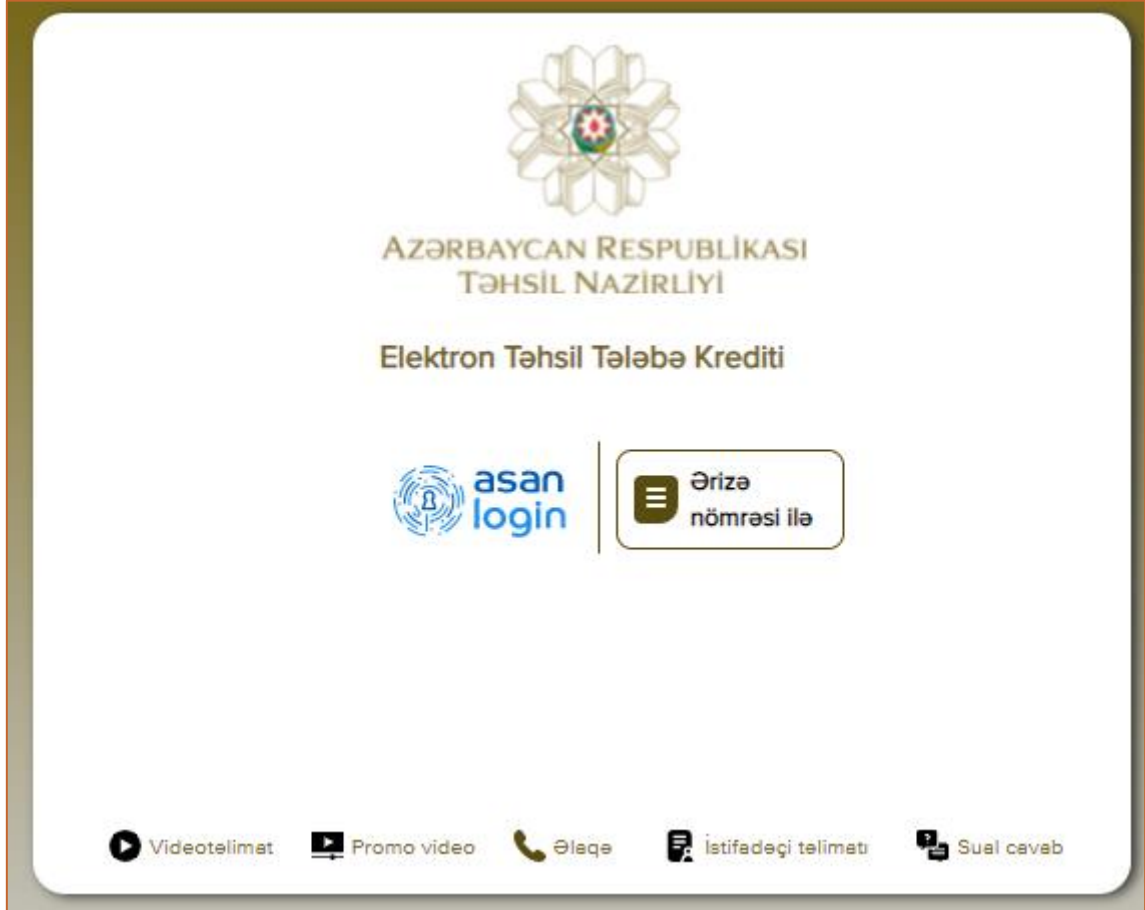 AZƏRBAYCAN RESPUBLİKASI
TƏHSİL NAZİRLİYİ
Elektron Təhsil Tələbə Krediti
asan
login
Ərizə
nömrəsi ilə
Videotəlimat Promo video Əlaqə İstifadəçi təlimatı Sual cavab